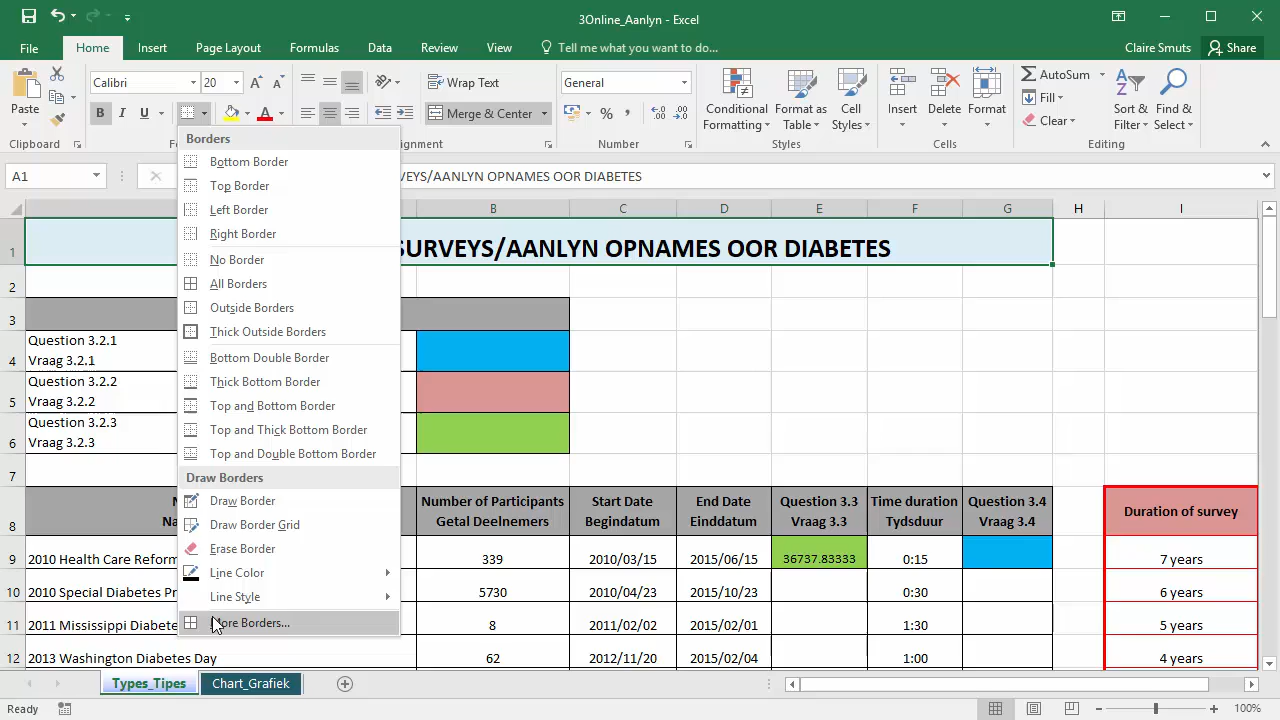 3Online_Aanlyn - Excel
File Home Insert Page Layout Formulas Data Review View Tell me what you want to do... Claire Smuts Share
Paste
Calibri 20
B I U
Wrap Text
Merge & Center
General
%
Conditional Formatting
Format as Table
Cell Styles
Insert Delete Format
AutoSum
Fill
Clear
Sort & Filter
Find & Select
Clipboard Number Styles Cells Editing
A1
VEYS/AANLYN OPNAMES OOR DIABETES
B C D E F G H I
1 SURVEYS/AANLYN OPNAMES OOR DIABETES
2
3
4 Question 3.2.1
Vraag 3.2.1
5 Question 3.2.2
Vraag 3.2.2
6 Question 3.2.3
Vraag 3.2.3
7
8 Number of Participants Start Date End Date Question 3.3 Time duration Question 3.4 Duration of survey
Getal Deelnemers Begindatum Einddatum Vraag 3.3 Tydsduur Vraag 3.4
9 2010 Health Care Reform 339 2010/03/15 2015/06/15 36737.83333 0:15 7 years
10 2010 Special Diabetes Pr 5730 2010/04/23 2015/10/23 0:30 6 years
11 2011 Mississippi Diabete 8 2011/02/02 2015/02/01 1:30 5 years
12 2013 Washington Diabetes Day 62 2012/11/20 2015/02/04 1:00 4 years
Borders
Bottom Border
Top Border
Left Border
Right Border
No Border
All Borders
Outside Borders
Thick Outside Borders
Bottom Double Border
Thick Bottom Border
Top and Bottom Border
Top and Thick Bottom Border
Top and Double Bottom Border
Draw Borders
Draw Border
Draw Border Grid
Erase Border
Line Color
Line Style
More Borders...
Types_Tipes Chart_Grafiek
Ready 100%